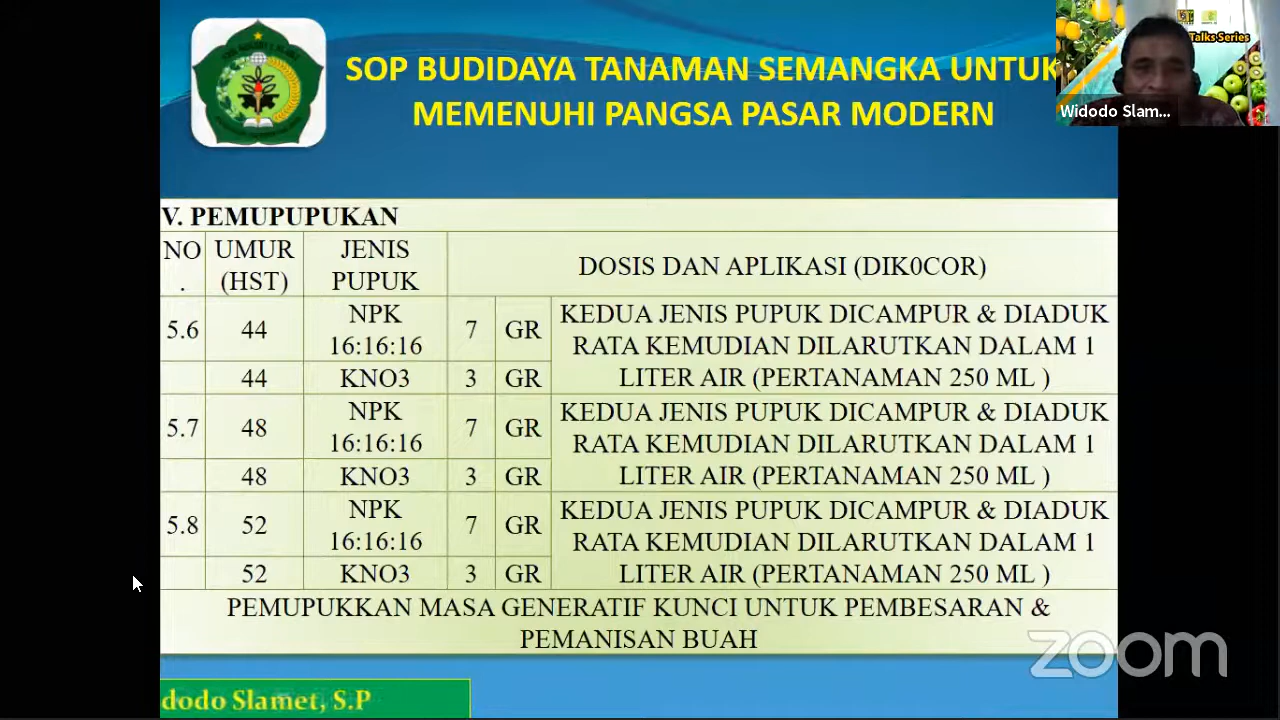 SOP BUDIDAYA TANAMAN SEMANGKA UNTUK
MEMENUHI PANGSA PASAR MODERN
Talks Series
Widodo Slam...
V. PEMUPUPUKAN
NO. UMUR (HST) JENIS PUPUK DOSIS DAN APLIKASI (DIK0COR)
5.6 44 NPK 16:16:16 7 GR KEDUA JENIS PUPUK DICAMPUR & DIADUK
RATA KEMUDIAN DILARUTKAN DALAM 1
44 KNO3 3 GR LITER AIR (PERTANAMAN 250 ML )
5.7 48 NPK 16:16:16 7 GR KEDUA JENIS PUPUK DICAMPUR & DIADUK
RATA KEMUDIAN DILARUTKAN DALAM 1
48 KNO3 3 GR LITER AIR (PERTANAMAN 250 ML )
5.8 52 NPK 16:16:16 7 GR KEDUA JENIS PUPUK DICAMPUR & DIADUK
RATA KEMUDIAN DILARUTKAN DALAM 1
52 KNO3 3 GR LITER AIR (PERTANAMAN 250 ML )
PEMUPUKKAN MASA GENERATIF KUNCI UNTUK PEMBESARAN &
PEMANISAN BUAH
zoom
dodo Slamet, S.P